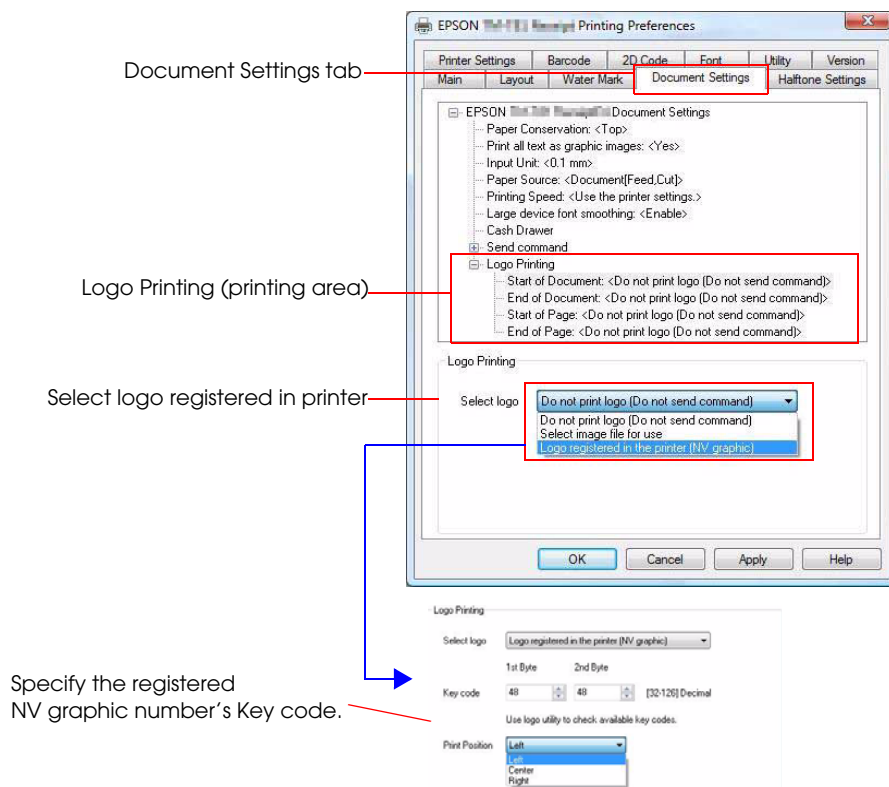 EPSON Printing Preferences
Document Settings tab
Printer Settings Barcode 2D Code Font Utility Version
Main Layout Water Mark Document Settings Halftone Settings
EPSON Document Settings
Paper Conservation: <Top>
Print all text as graphic images: <Yes>
Input Unit: <0.1 mm>
Paper Source: <Document[Feed,Cut]>
Printing Speed: <Use the printer settings.>
Large device font smoothing: <Enable>
Cash Drawer
Send command
Logo Printing
Logo Printing (printing area)
Start of Document: <Do not print logo (Do not send command)>
End of Document: <Do not print logo (Do not send command)>
Start of Page: <Do not print logo (Do not send command)>
End of Page: <Do not print logo (Do not send command)>
Logo Printing
Select logo registered in printer
Select logo Do not print logo (Do not send command)
Do not print logo (Do not send command)
Select image file for use
Logo registered in the printer (NV graphic)
OK Cancel Apply Help
Logo Printing
Select logo Logo registered in the printer (NV graphic)
1st Byte 2nd Byte
Specify the registered
NV graphic number's Key code.
Key code 48 48 [32-126] Decimal
Use logo utility to check available key codes.
Print Position Left
Left
Center
Right